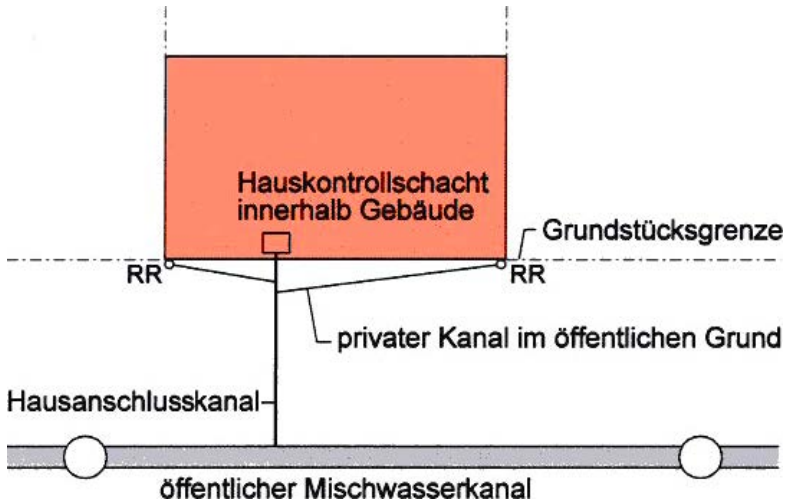 Hauskontrollschacht
innerhalb Gebäude
Grundstücksgrenze
RR
RR
privater Kanal im öffentlichen Grund
Hausanschlusskanal
öffentlicher Mischwasserkanal